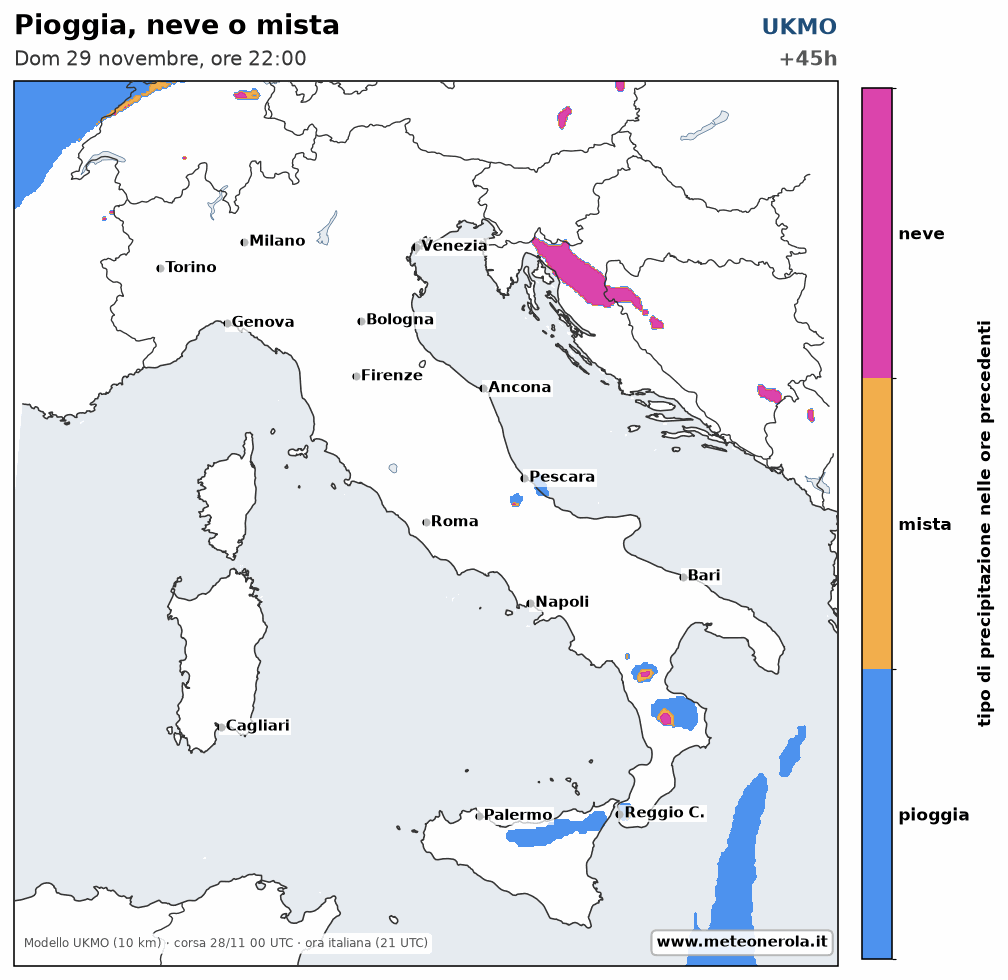 Pioggia, neve o mista
UKMO
Dom 29 novembre, ore 22:00
+45h
Milano
Venezia
Torino
Genova
Bologna
Firenze
Ancona
Pescara
Roma
Bari
Napoli
Cagliari
Palermo
Reggio C.
Modello UKMO (10 km) · corsa 28/11 00 UTC · ora italiana (21 UTC)
www.meteonerola.it
neve
mista
pioggia
tipo di precipitazione nelle ore precedenti